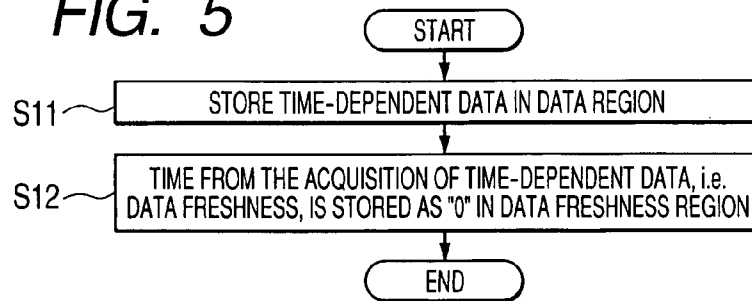 FIG. 5
START
S11
STORE TIME-DEPENDENT DATA IN DATA REGION
S12
TIME FROM THE ACQUISITION OF TIME-DEPENDENT DATA, i.e.
DATA FRESHNESS, IS STORED AS "0" IN DATA FRESHNESS REGION
END